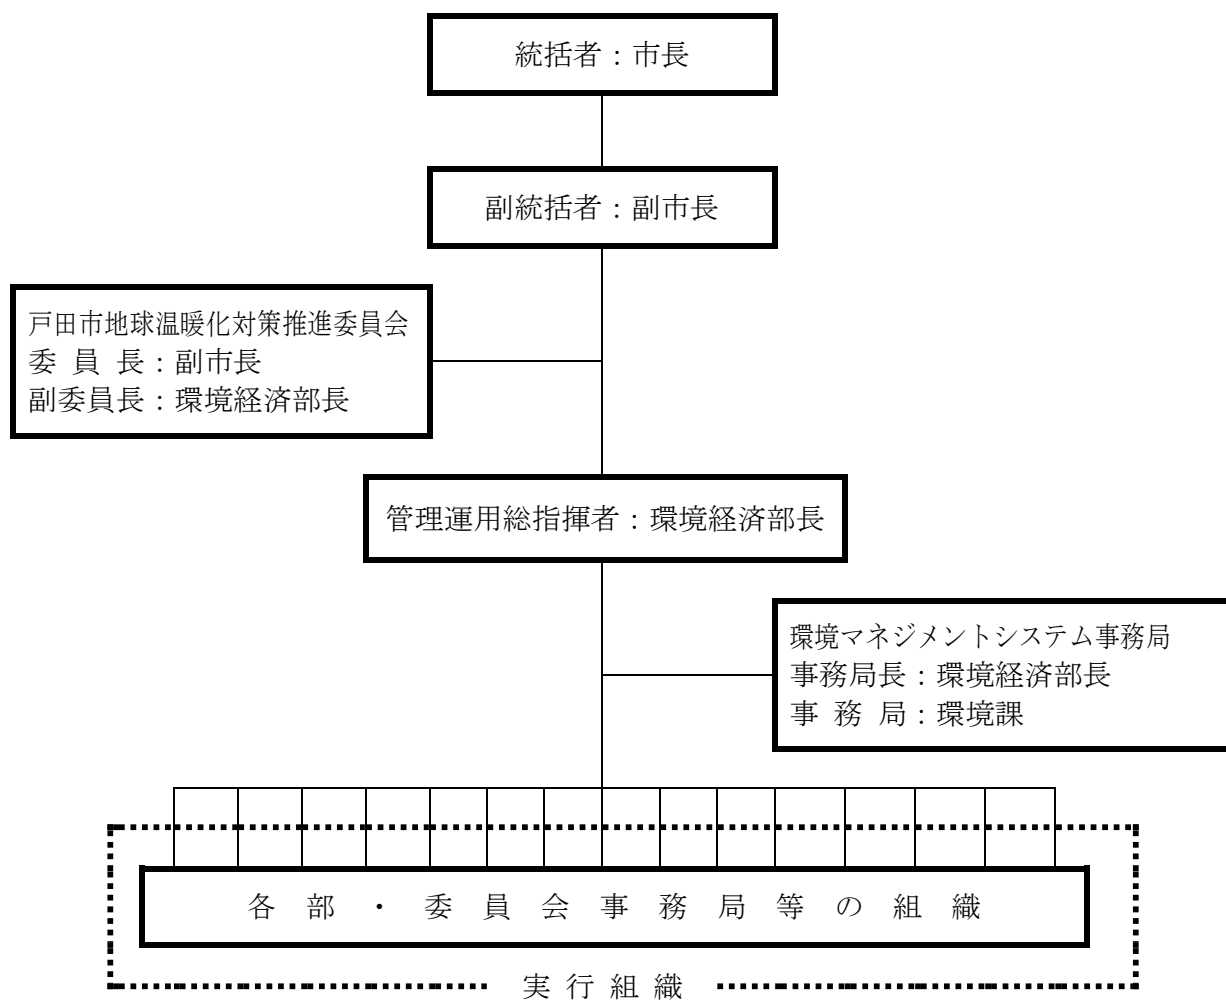 統括者：市長
副統括者：副市長
戸田市地球温暖化対策推進委員会
委 員 長：副市長
副委員長：環境経済部長
管理運用総指揮者：環境経済部長
環境マネジメントシステム事務局
事務局長：環境経済部長
事 務 局：環境課
各 部 ・ 委 員 会 事 務 局 等 の 組 織
実 行 組 織